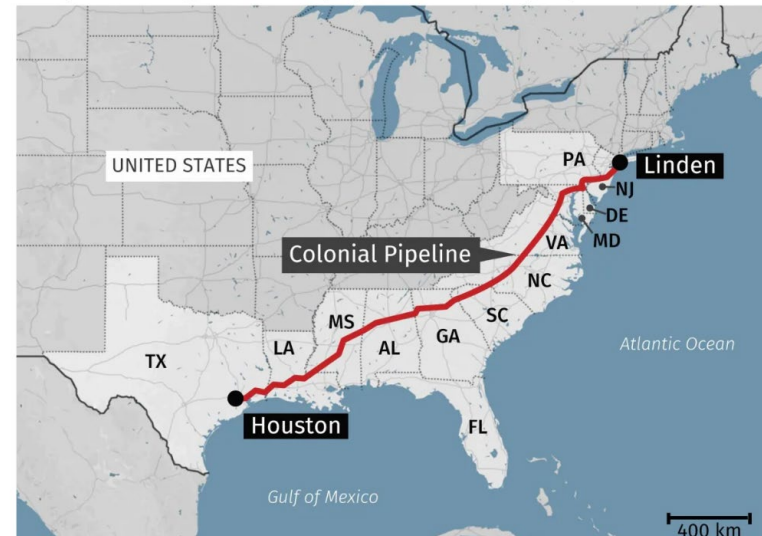 UNITED STATES
PA
Linden
NJ
DE
MD
VA
Colonial Pipeline
NC
MS
SC
GA
AL
LA
TX
Atlantic Ocean
Houston
FL
Gulf of Mexico
400 km